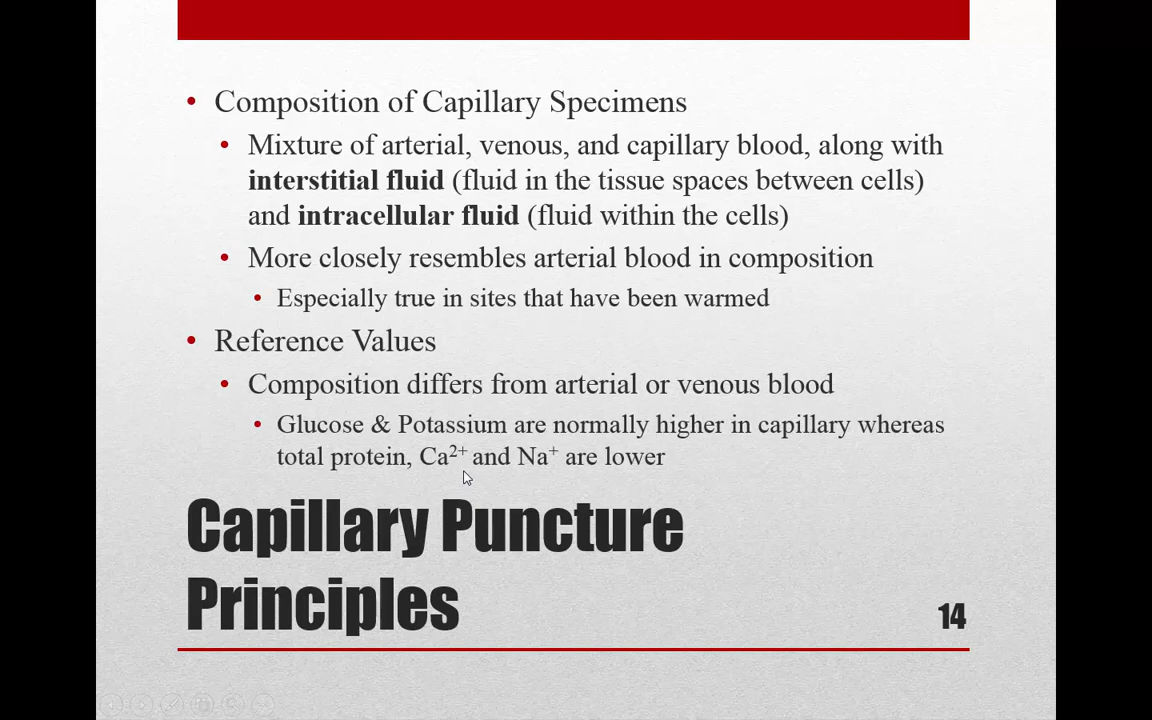 • Composition of Capillary Specimens
• Mixture of arterial, venous, and capillary blood, along with
interstitial fluid (fluid in the tissue spaces between cells)
and intracellular fluid (fluid within the cells)
• More closely resembles arterial blood in composition
• Especially true in sites that have been warmed
• Reference Values
• Composition differs from arterial or venous blood
• Glucose & Potassium are normally higher in capillary whereas
total protein, Ca²⁺ and Na⁺ are lower
Capillary Puncture
Principles
14